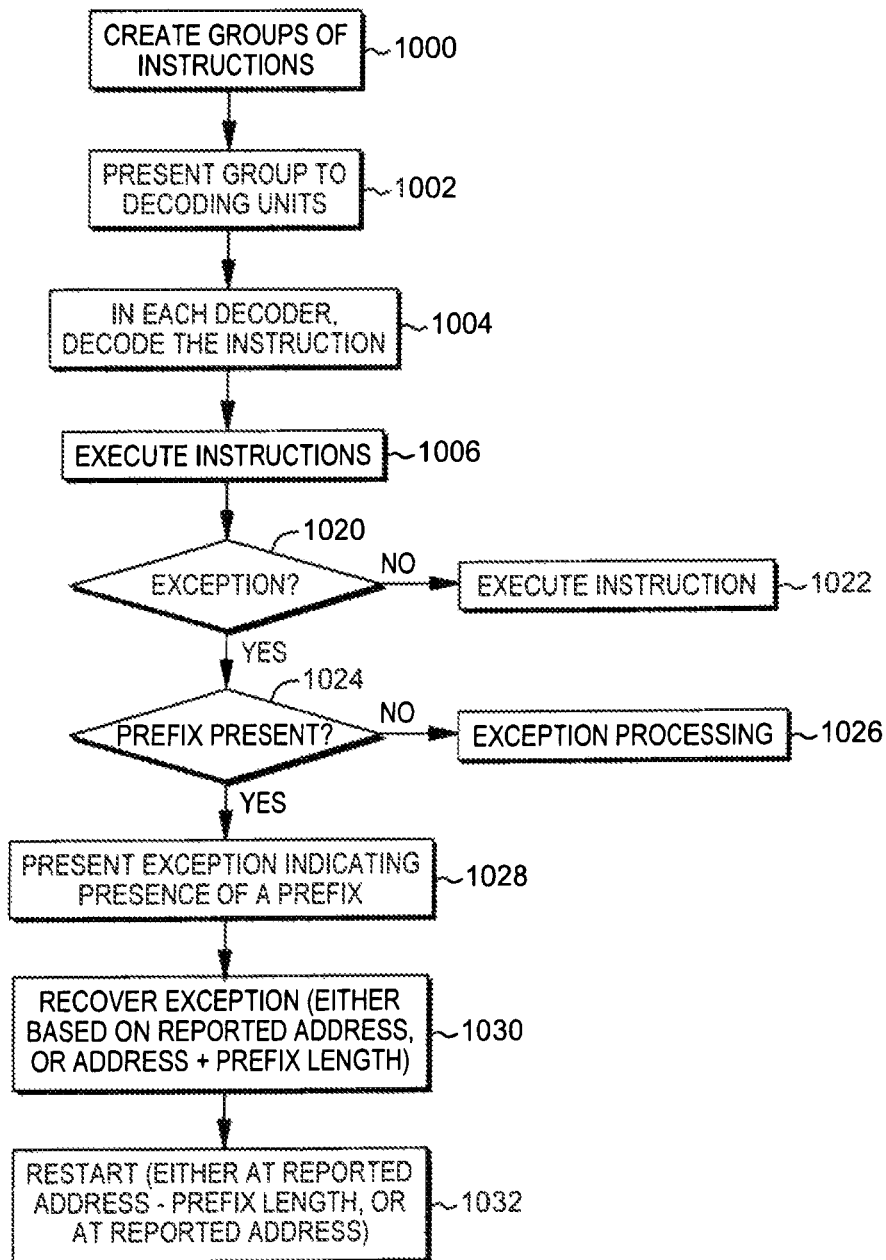 CREATE GROUPS OF
INSTRUCTIONS
1000
PRESENT GROUP TO
DECODING UNITS
1002
IN EACH DECODER,
DECODE THE INSTRUCTION
1004
EXECUTE INSTRUCTIONS
1006
1020
EXCEPTION?
NO
EXECUTE INSTRUCTION
1022
YES
1024
PREFIX PRESENT?
NO
EXCEPTION PROCESSING
1026
YES
PRESENT EXCEPTION INDICATING
PRESENCE OF A PREFIX
1028
RECOVER EXCEPTION (EITHER
BASED ON REPORTED ADDRESS,
OR ADDRESS + PREFIX LENGTH)
1030
RESTART (EITHER AT REPORTED
ADDRESS - PREFIX LENGTH, OR
AT REPORTED ADDRESS)
1032